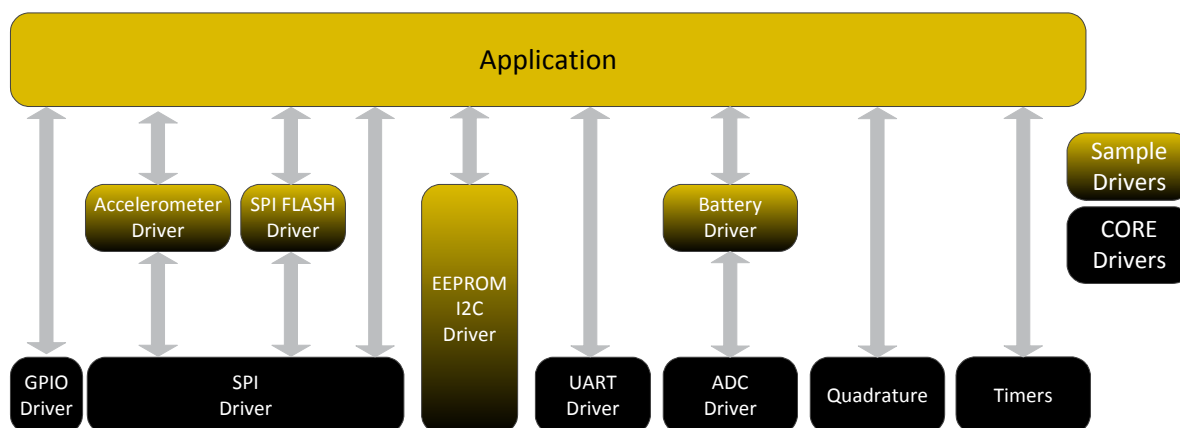 Application
Sample
Drivers
CORE
Drivers
Accelerometer
Driver
SPI FLASH
Driver
Battery
Driver
EEPROM
I2C
Driver
GPIO
Driver
SPI
Driver
UART
Driver
ADC
Driver
Quadrature
Timers